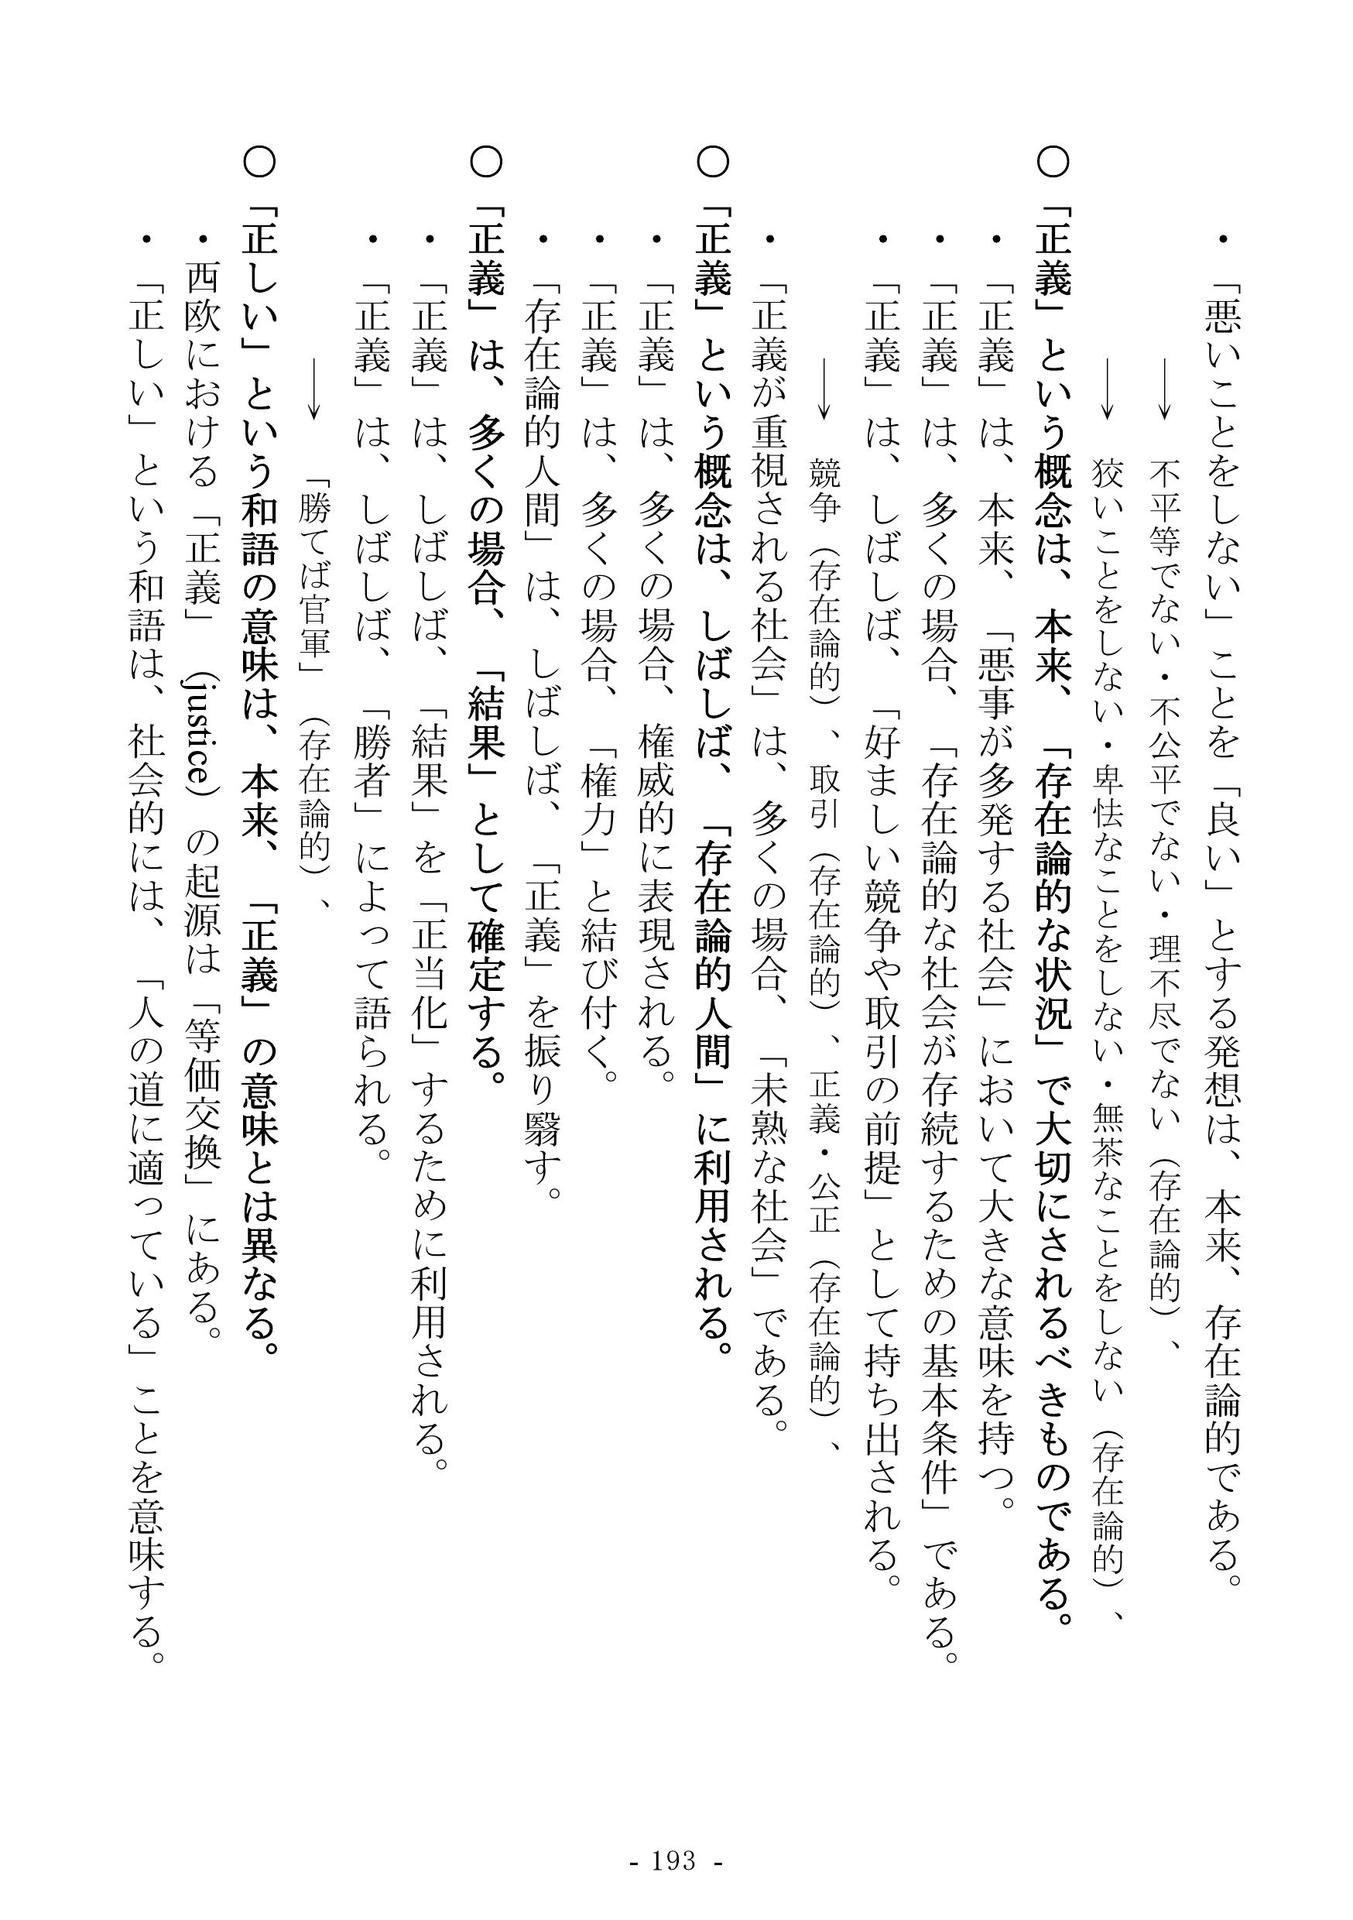 ・「悪いことをしない」ことを「良い」とする発想は、本来、存在論的である。
→ 不平等でない・不公平でない・理不尽でない（存在論的）、
→ 狡いことをしない・卑怯なことをしない・無茶なことをしない（存在論的）、
○「正義」という概念は、本来、「存在論的な状況」で大切にされるべきものである。
・「正義」は、本来、「悪事が多発する社会」において大きな意味を持つ。
・「正義」は、多くの場合、「存在論的な社会が存続するための基本条件」である。
・「正義」は、しばしば、「好ましい競争や取引の前提」として持ち出される。
→ 競争（存在論的）、取引（存在論的）、正義・公正（存在論的）、
・「正義が重視される社会」は、多くの場合、「未熟な社会」である。
○「正義」という概念は、しばしば、「存在論的人間」に利用される。
・「正義」は、多くの場合、権威的に表現される。
・「正義」は、多くの場合、「権力」と結び付く。
・「存在論的人間」は、しばしば、「正義」を振り翳す。
○「正義」は、多くの場合、「結果」として確定する。
・「正義」は、しばしば、「結果」を「正当化」するために利用される。
・「正義」は、しばしば、「勝者」によって語られる。
→ 「勝てば官軍」（存在論的）、
○「正しい」という和語の意味は、本来、「正義」の意味とは異なる。
・西欧における「正義」（justice）の起源は「等価交換」にある。
・「正しい」という和語は、社会的には、「人の道に適っている」ことを意味する。
- 193 -